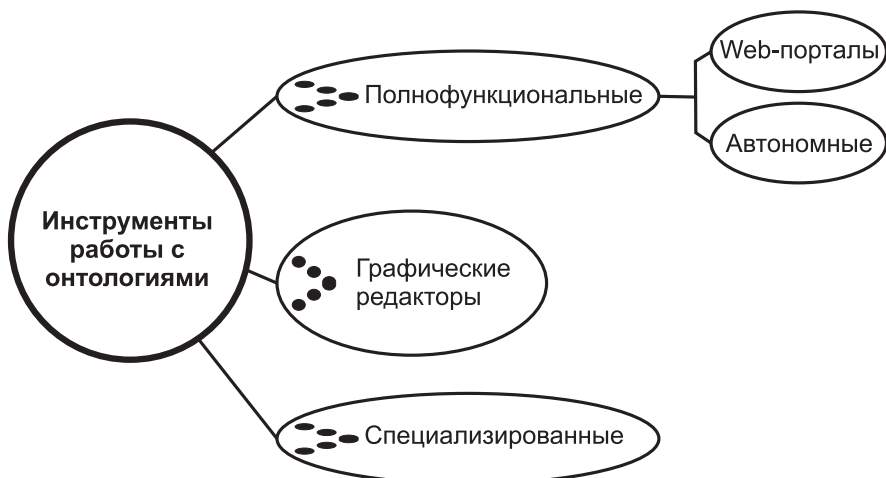 Web-порталы
Полнофункциональные
Автономные
Инструменты
работы с
онтологиями
Графические
редакторы
Специализированные